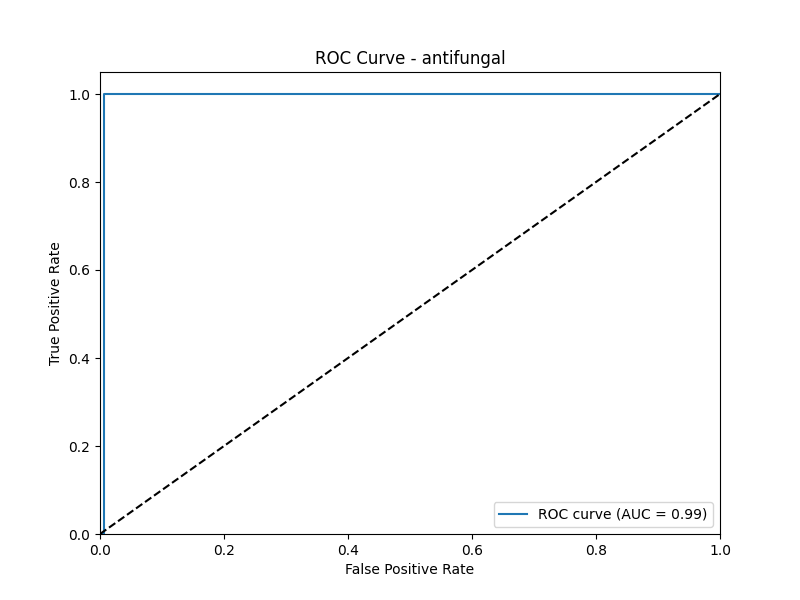 ROC Curve - antifungal
True Positive Rate
1.0
0.8
0.6
0.4
0.2
0.0
0.0 0.2 0.4 0.6 0.8 1.0
False Positive Rate
ROC curve (AUC = 0.99)